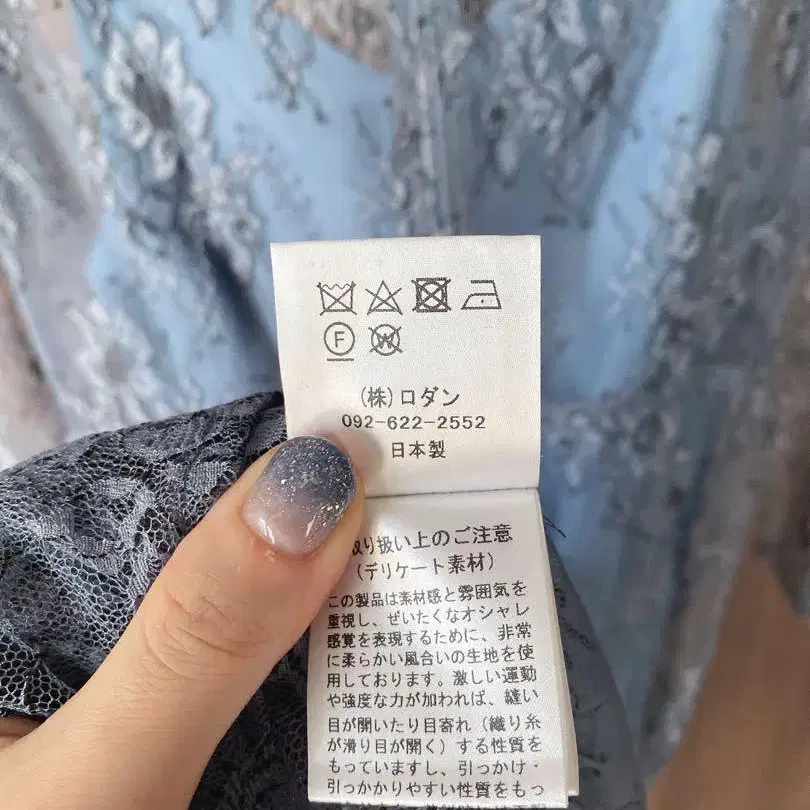 F
W
(株)ロダン
092-622-2552
日本製
取り扱い上のご注意
(デリケート素材)
この製品は素材感と雰囲気を
重視し、ぜいたくなオシャレ
感覚を表現するために、非常
に柔らかい風合いの生地を使
用しております。激しい運動
や強度な力が加われば、縫い
目が開いたり目寄れ(織り糸
が滑り目が開く)する性質を
もっていますし、引っかけ・
引っかかりやすい性質をもっ